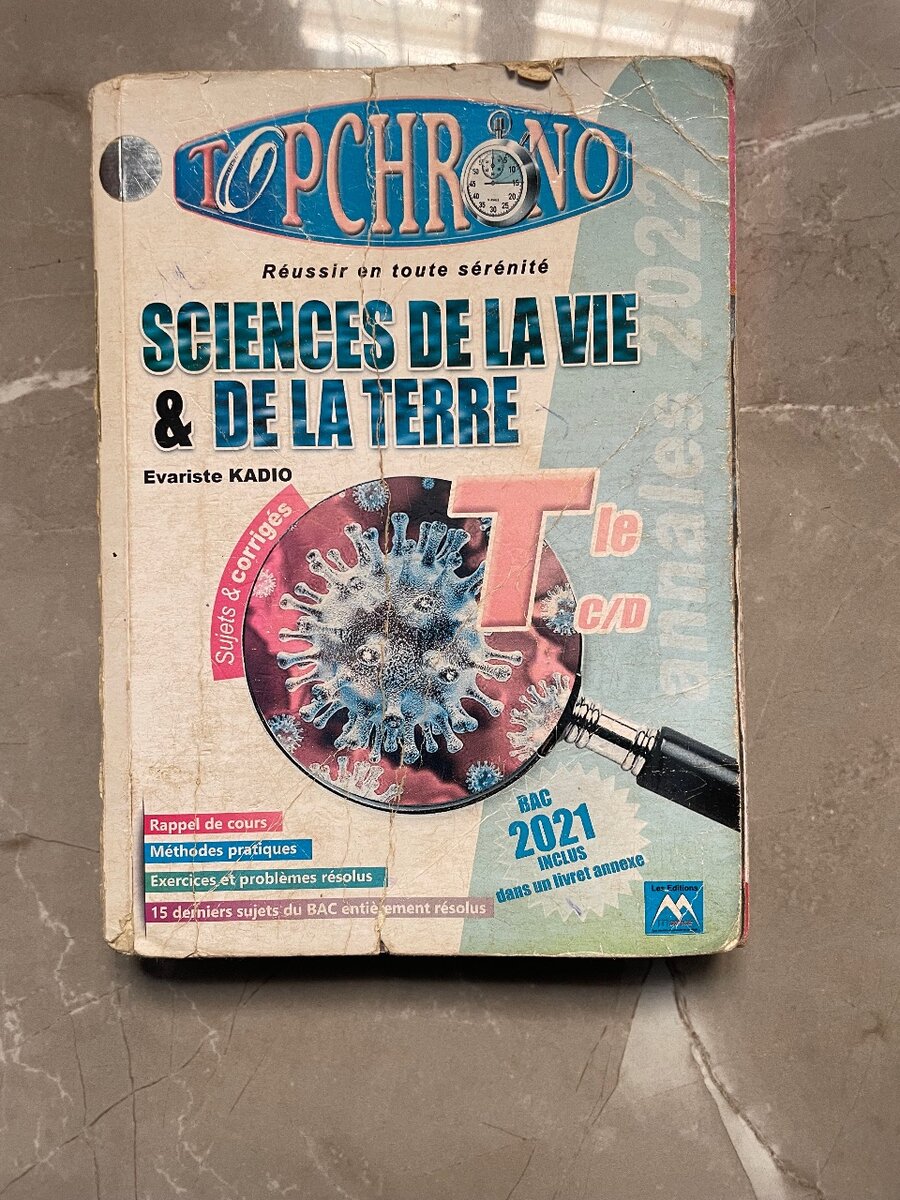 TOPCHRONO
Réussir en toute sérénité
SCIENCES DE LA VIE
& DE LA TERRE
Evariste KADIO
Sujets & corrigés
Tle
C/D
annales 2022
Rappel de cours
Méthodes pratiques
Exercices et problèmes résolus
15 derniers sujets du BAC entièrement résolus
BAC
2021
INCLUS
dans un livret annexe
Les Editions